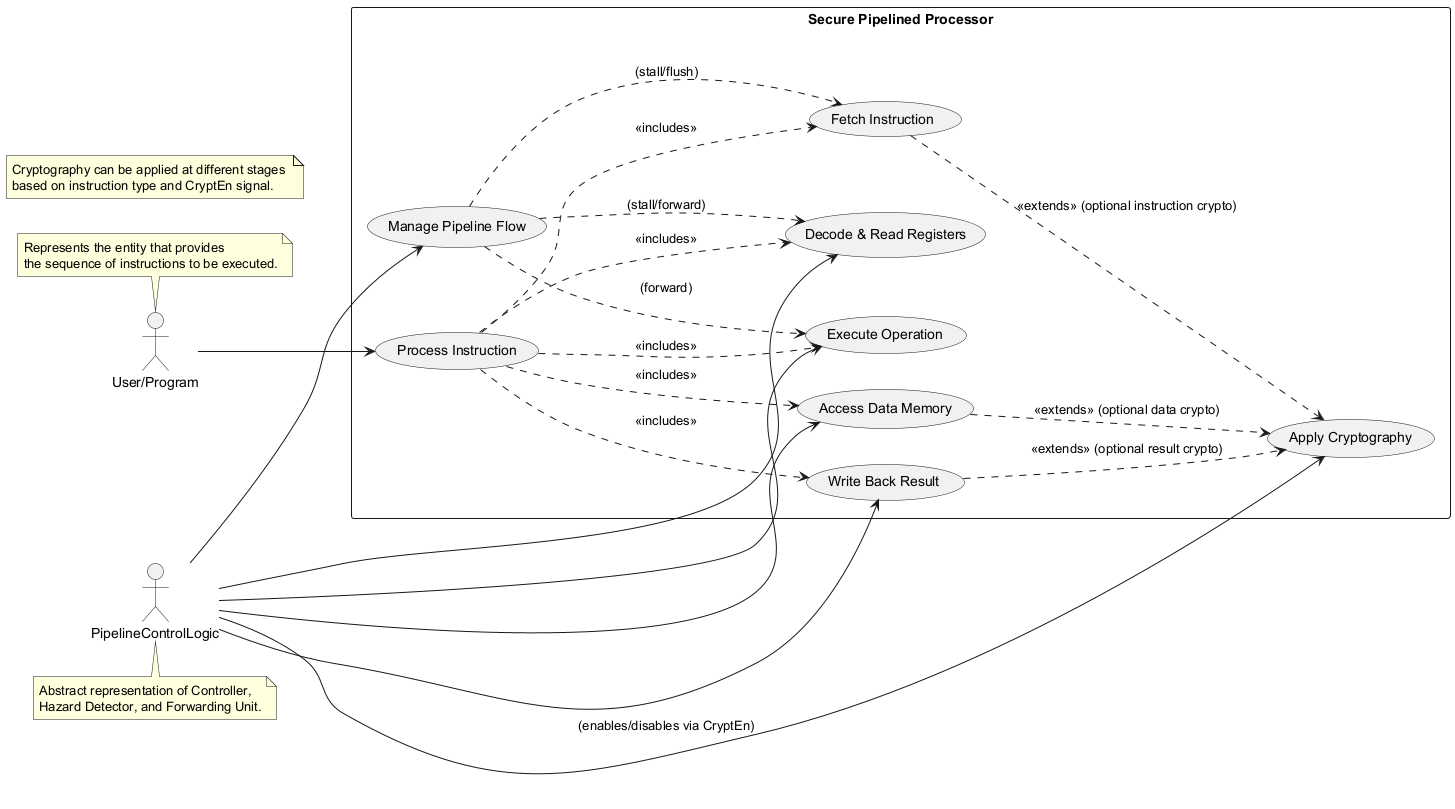 Secure Pipelined Processor
(stall/flush)
Fetch Instruction
«includes»
Cryptography can be applied at different stages
based on instruction type and CryptEn signal.
(stall/forward)
«extends» (optional instruction crypto)
Manage Pipeline Flow
Decode & Read Registers
«includes»
Represents the entity that provides
the sequence of instructions to be executed.
(forward)
Execute Operation
«includes»
Process Instruction
User/Program
«includes»
Access Data Memory
«extends» (optional data crypto)
«includes»
Apply Cryptography
«extends» (optional result crypto)
Write Back Result
PipelineControlLogic
Abstract representation of Controller,
Hazard Detector, and Forwarding Unit.
(enables/disables via CryptEn)